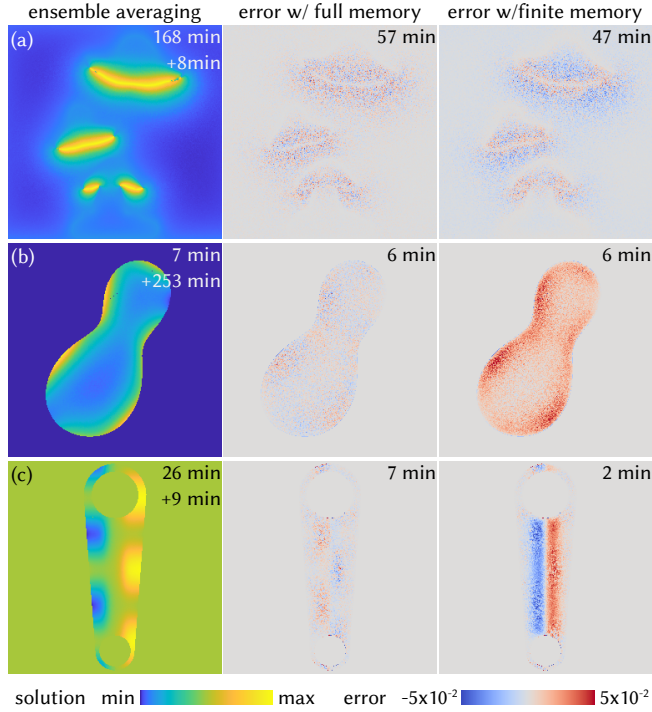 ensemble averaging error w/ full memory error w/finite memory
(a) 168 min 57 min 47 min
+8min
(b) 7 min 6 min 6 min
+253 min
(c) 26 min 7 min 2 min
+9 min
solution min max error -5x10⁻² 5x10⁻²